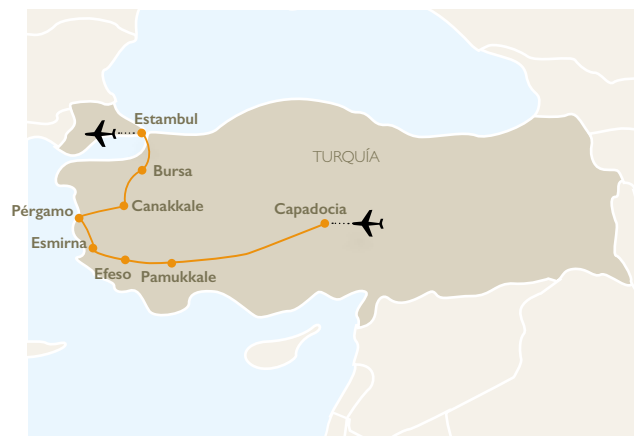 Estambul
TURQUÍA
Bursa
Canakkale
Pérgamo
Capadocia
Esmirna
Efeso
Pamukkale